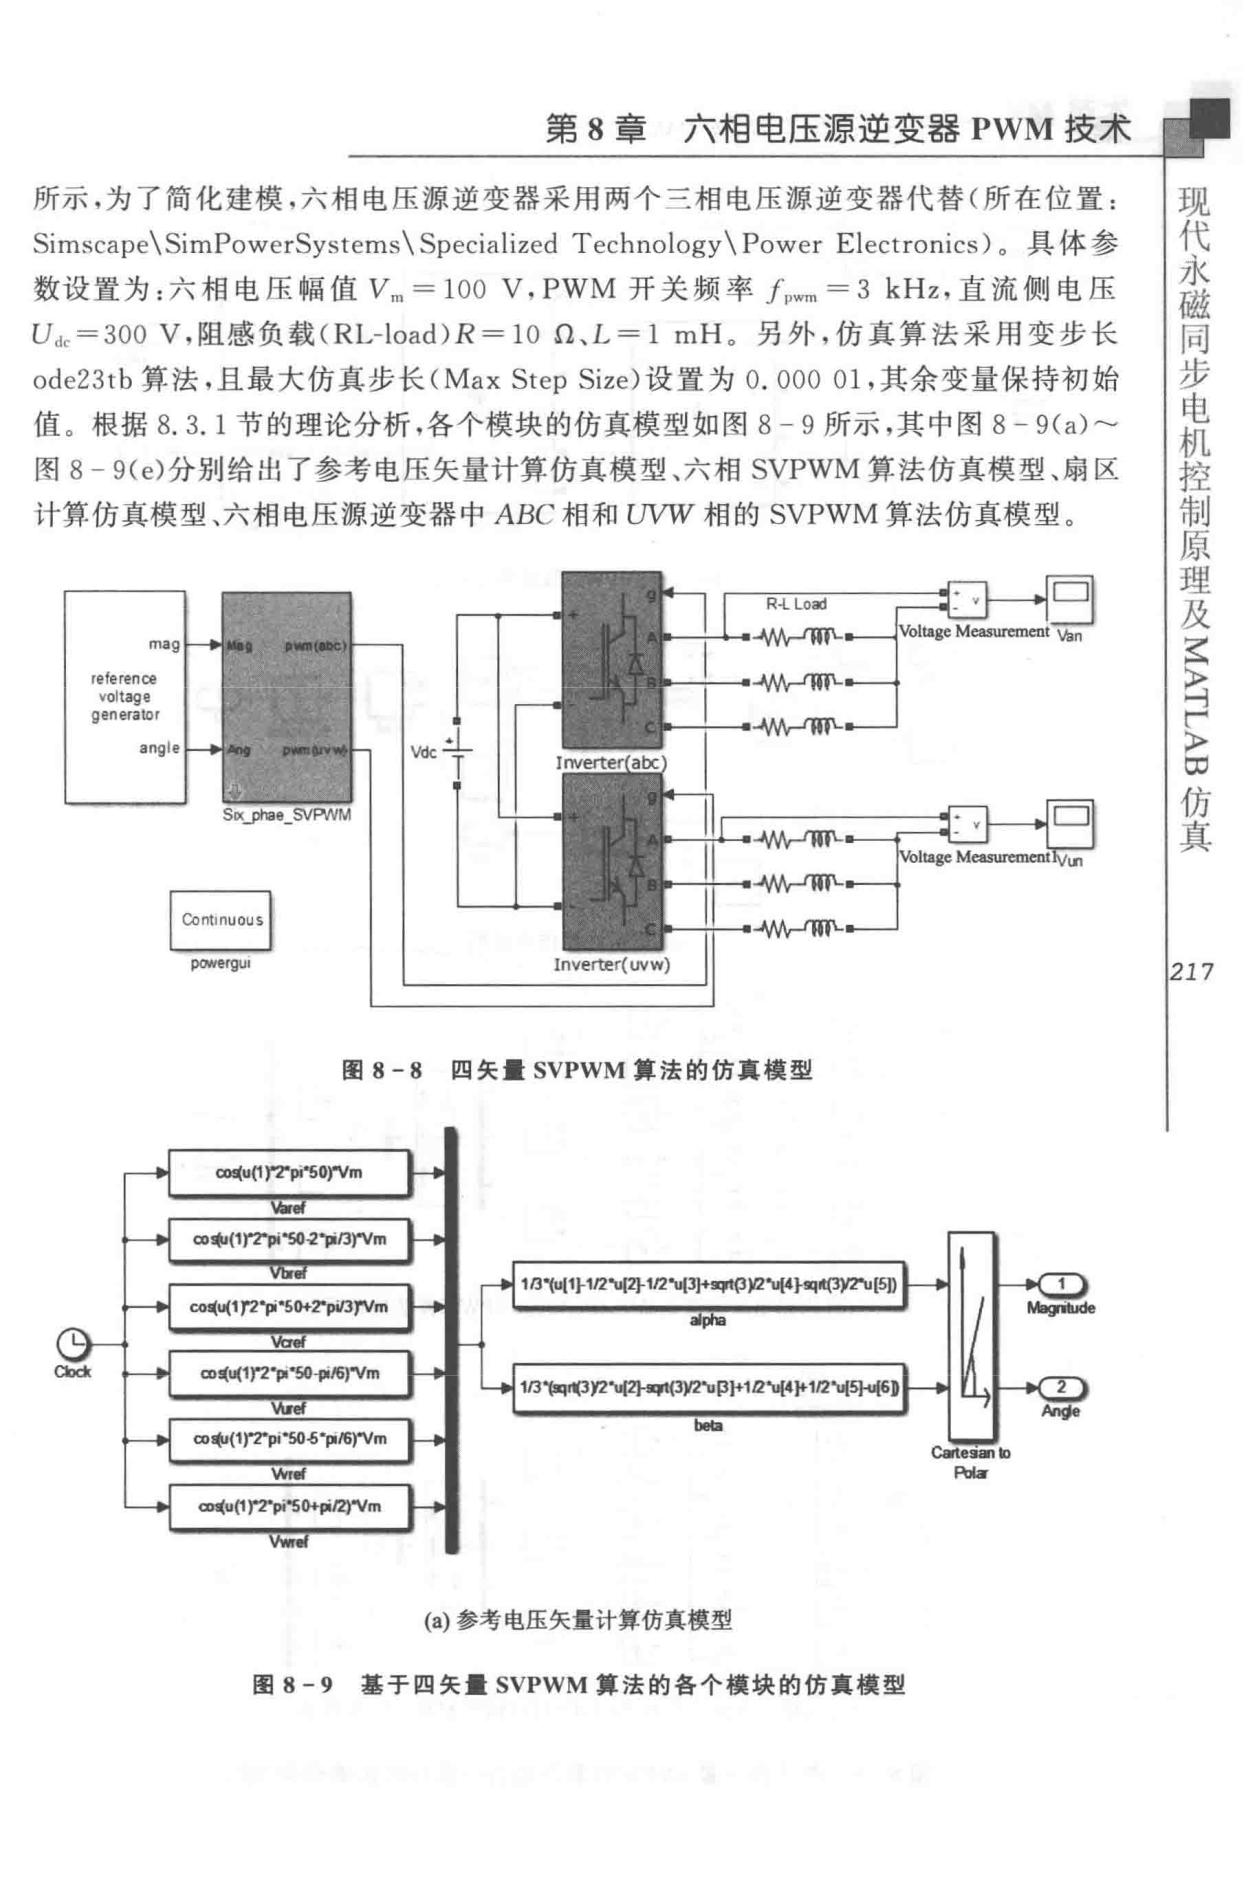 第 8 章 六相电压源逆变器 PWM 技术
所示,为了简化建模,六相电压源逆变器采用两个三相电压源逆变器代替(所在位置:
Simscape\SimPowerSystems\Specialized Technology\Power Electronics)。具体参
数设置为:六相电压幅值 Vm=100 V,PWM 开关频率 fpwm=3 kHz,直流侧电压
Udc=300 V,阻感负载(RL-load)R=10 Ω、L=1 mH。另外,仿真算法采用变步长
ode23tb 算法,且最大仿真步长(Max Step Size)设置为 0.000 01,其余变量保持初始
值。根据 8.3.1 节的理论分析,各个模块的仿真模型如图 8-9 所示,其中图 8-9(a)~
图 8-9(e)分别给出了参考电压矢量计算仿真模型、六相 SVPWM 算法仿真模型、扇区
计算仿真模型、六相电压源逆变器中 ABC 相和 UVW 相的 SVPWM 算法仿真模型。
现代永磁同步电机控制原理及MATLAB仿真
217
mag
reference
voltage
generator
angle
Mag
pwm(abc)
Ang
pwm(uvw)
Six_phae_SVPWM
Continuous
powergui
Vdc
+
g
+
A
B
-
C
Inverter(abc)
g
+
A
B
-
C
Inverter(uvw)
R-L Load
+
-
v
Voltage Measurement
Van
+
-
v
Voltage Measurement1
Vun
图 8-8 四矢量 SVPWM 算法的仿真模型
Clock
cos(u(1)*2*pi*50)*Vm
Varef
cos(u(1)*2*pi*50-2*pi/3)*Vm
Vbref
cos(u(1)*2*pi*50+2*pi/3)*Vm
Vcref
cos(u(1)*2*pi*50-pi/6)*Vm
Vuref
cos(u(1)*2*pi*50-5*pi/6)*Vm
Vvref
cos(u(1)*2*pi*50+pi/2)*Vm
Vwref
1/3*(u[1]-1/2*u[2]-1/2*u[3]+sqrt(3)/2*u[4]-sqrt(3)/2*u[5])
alpha
1/3*(sqrt(3)/2*u[2]-sqrt(3)/2*u[3]+1/2*u[4]+1/2*u[5]-u[6])
beta
Cartesian to
Polar
1
Magnitude
2
Angle
(a) 参考电压矢量计算仿真模型
图 8-9 基于四矢量 SVPWM 算法的各个模块的仿真模型